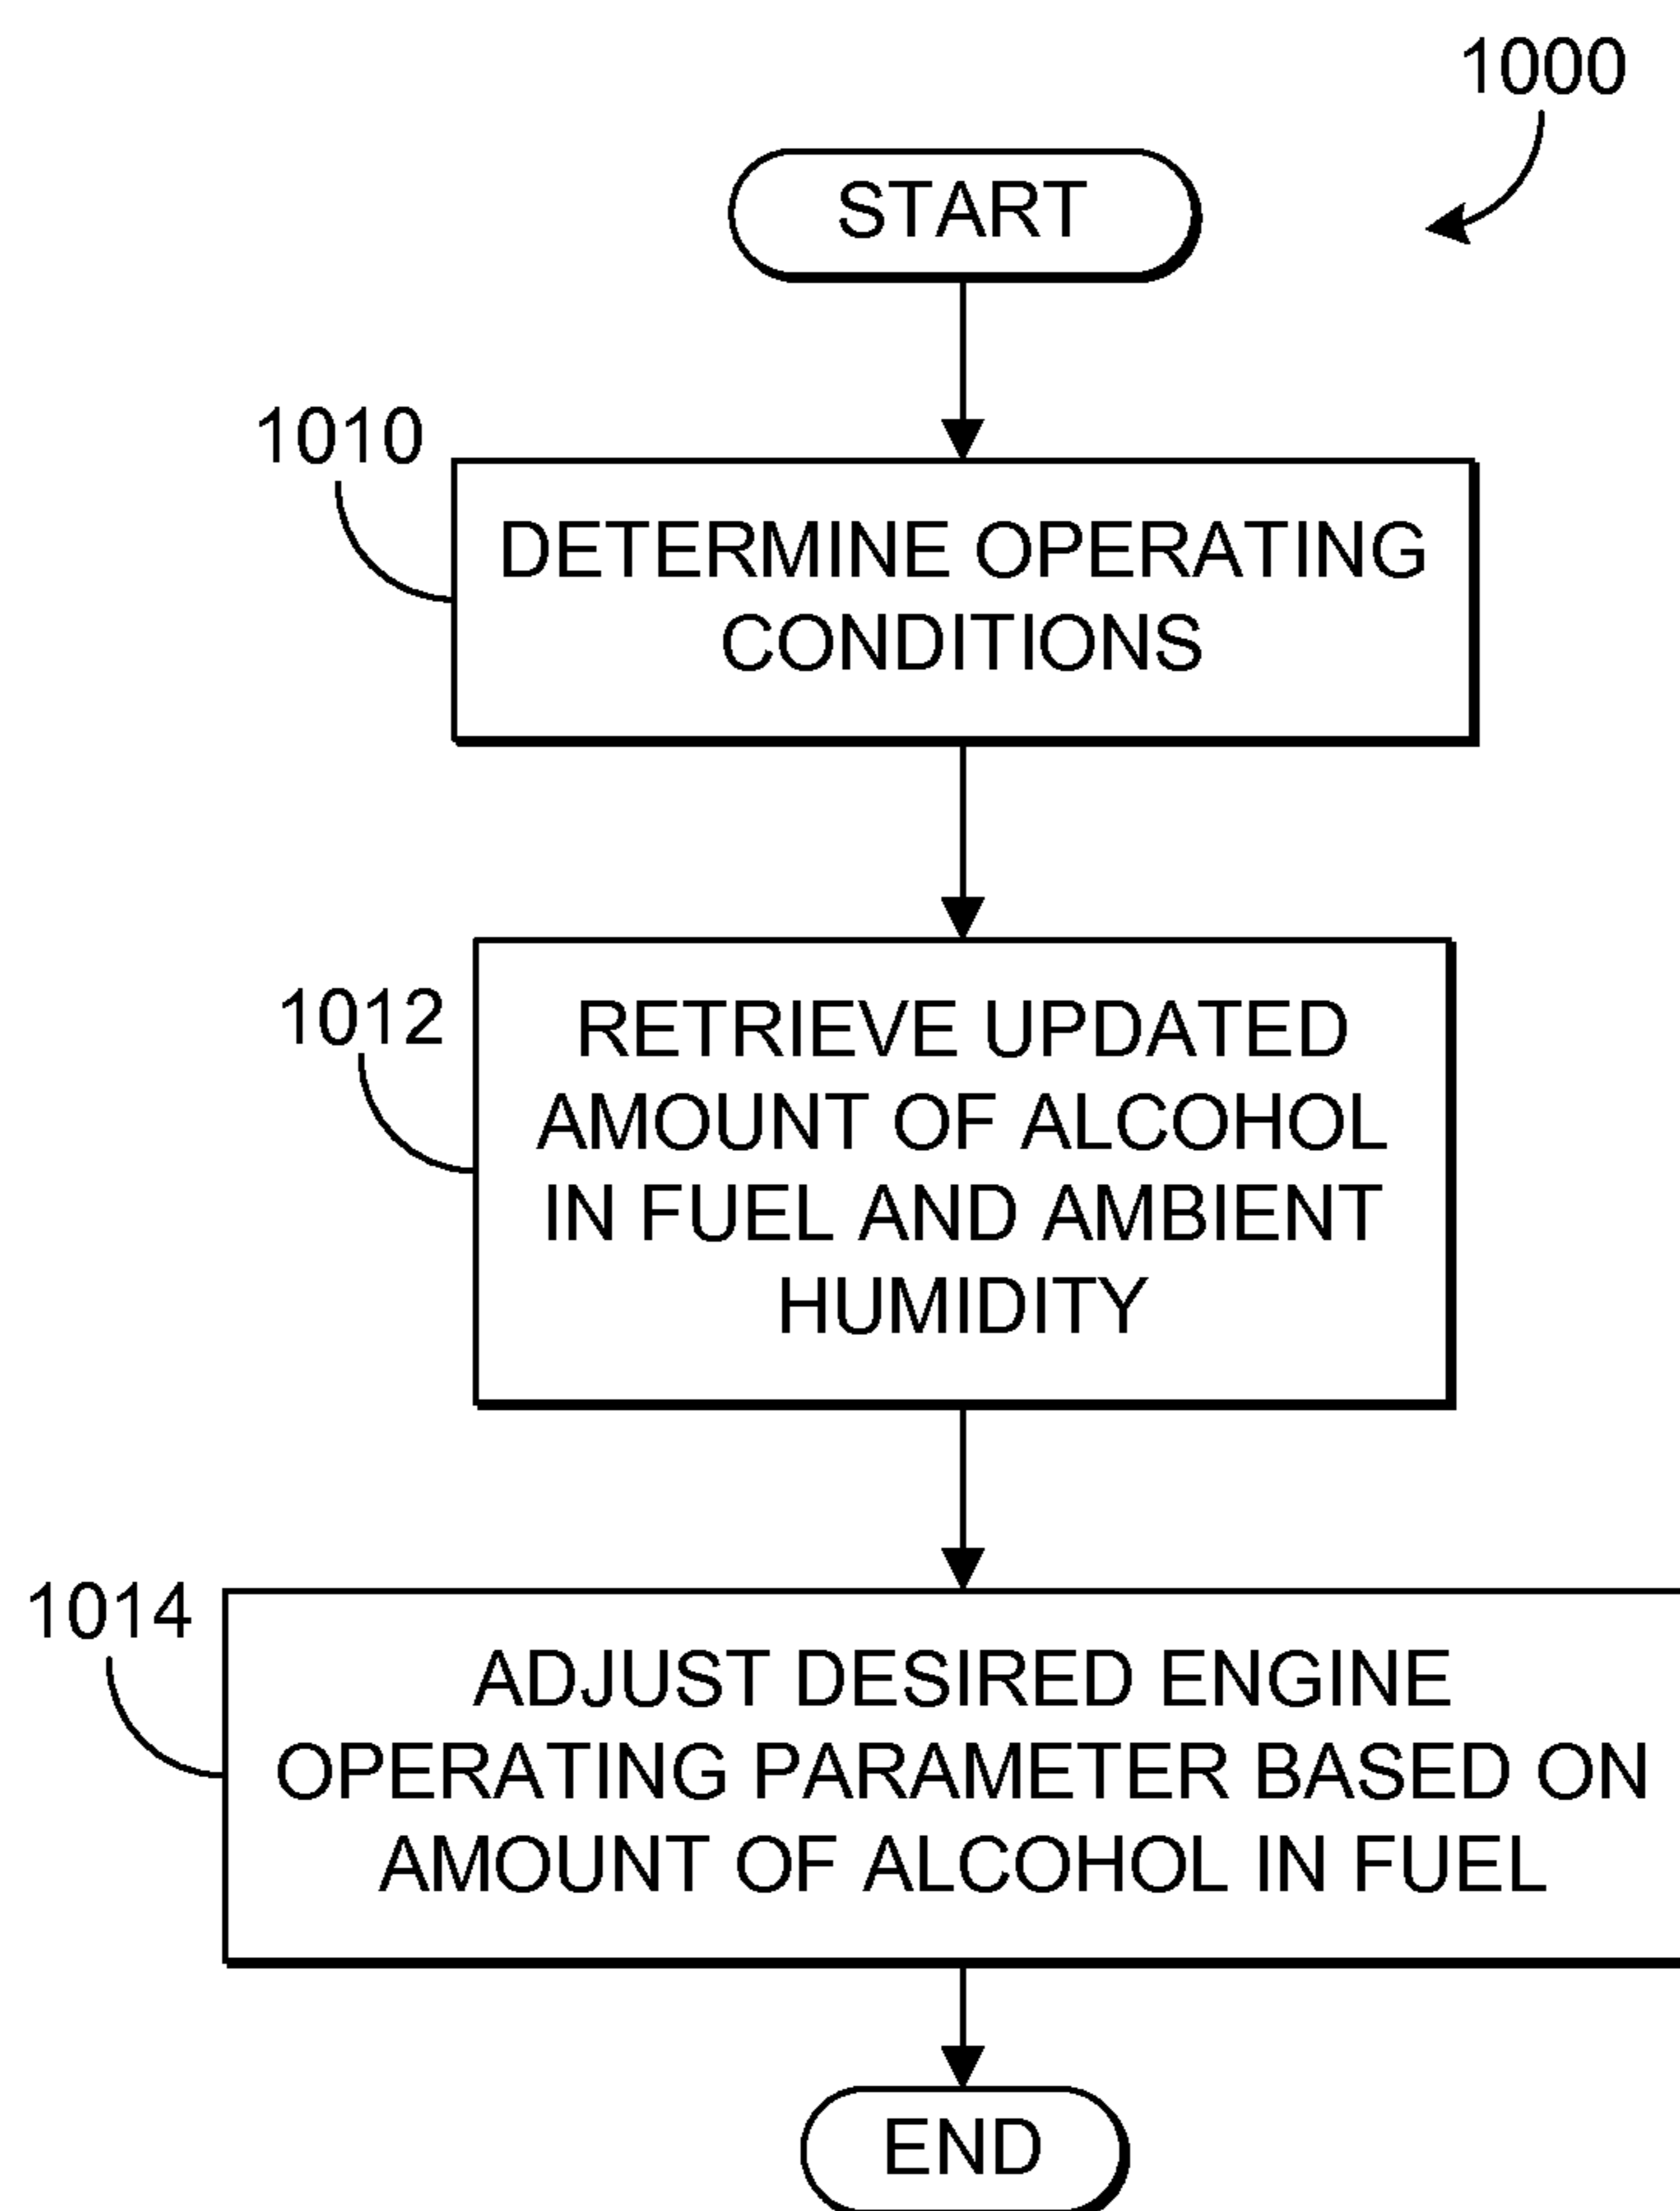 1000
START
1010
DETERMINE OPERATING
CONDITIONS
1012
RETRIEVE UPDATED
AMOUNT OF ALCOHOL
IN FUEL AND AMBIENT
HUMIDITY
1014
ADJUST DESIRED ENGINE
OPERATING PARAMETER BASED ON
AMOUNT OF ALCOHOL IN FUEL
END